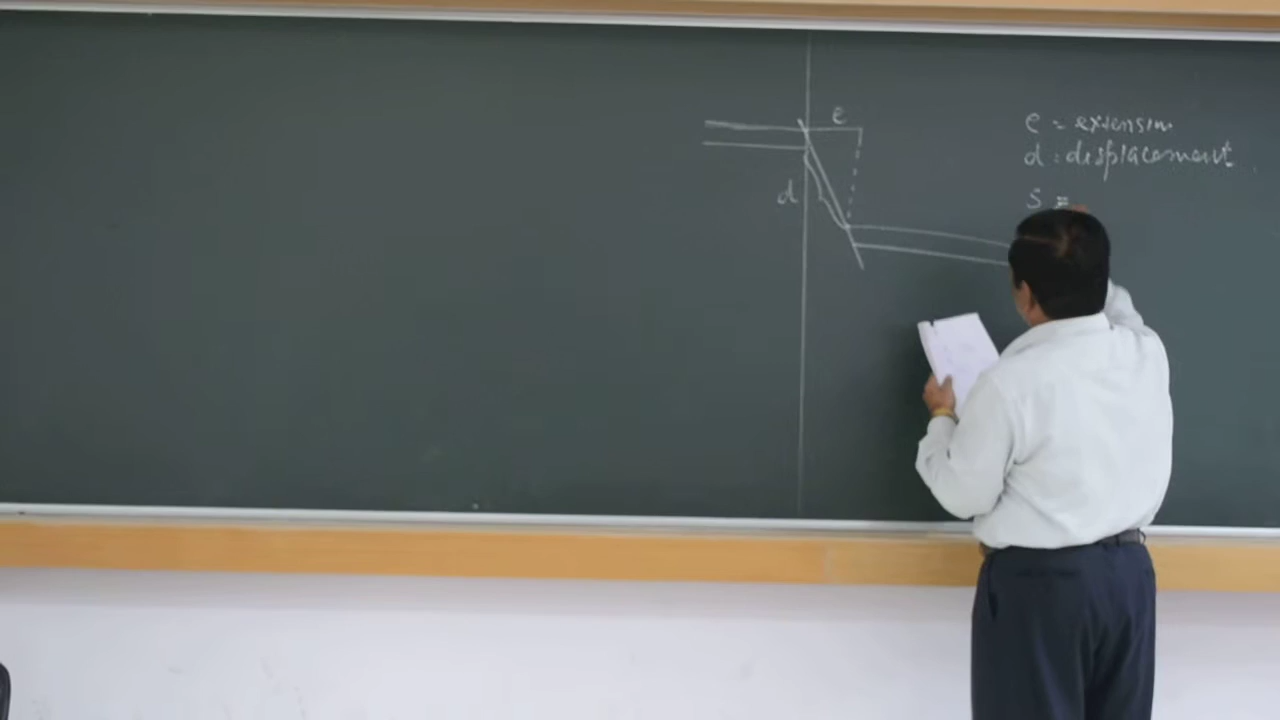 e
d
e = extension
d : displacement
s =